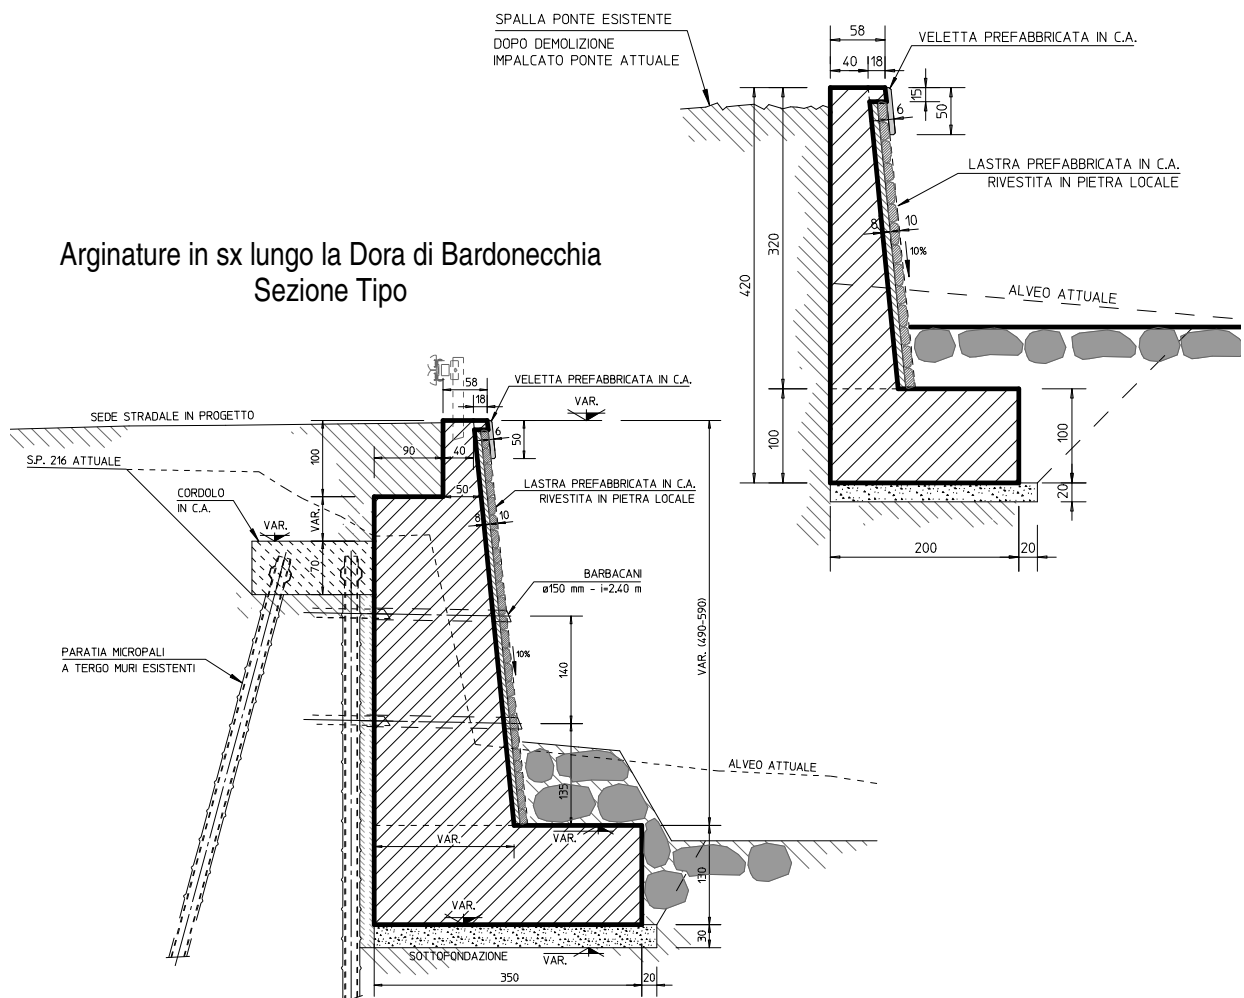 SPALLA PONTE ESISTENTE
DOPO DEMOLIZIONE
IMPALCATO PONTE ATTUALE
58
40
18
VELETTA PREFABBRICATA IN C.A.
15
50
6
LASTRA PREFABBRICATA IN C.A.
RIVESTITA IN PIETRA LOCALE
8
10
10%
420
320
100
ALVEO ATTUALE
100
20
200
20
Arginature in sx lungo la Dora di Bardonecchia
Sezione Tipo
58
18
VELETTA PREFABBRICATA IN C.A.
VAR.
SEDE STRADALE IN PROGETTO
6
50
90
40
S.P. 216 ATTUALE
100
50
LASTRA PREFABBRICATA IN C.A.
RIVESTITA IN PIETRA LOCALE
CORDOLO
IN C.A.
VAR.
VAR.
8
10
70
BARBACANI
ø150 mm - i=2.40 m
PARATIA MICROPALI
A TERGO MURI ESISTENTI
10%
140
VAR. (490-590)
ALVEO ATTUALE
135
VAR.
VAR.
130
VAR.
SOTTOFONDAZIONE
VAR.
30
350
20